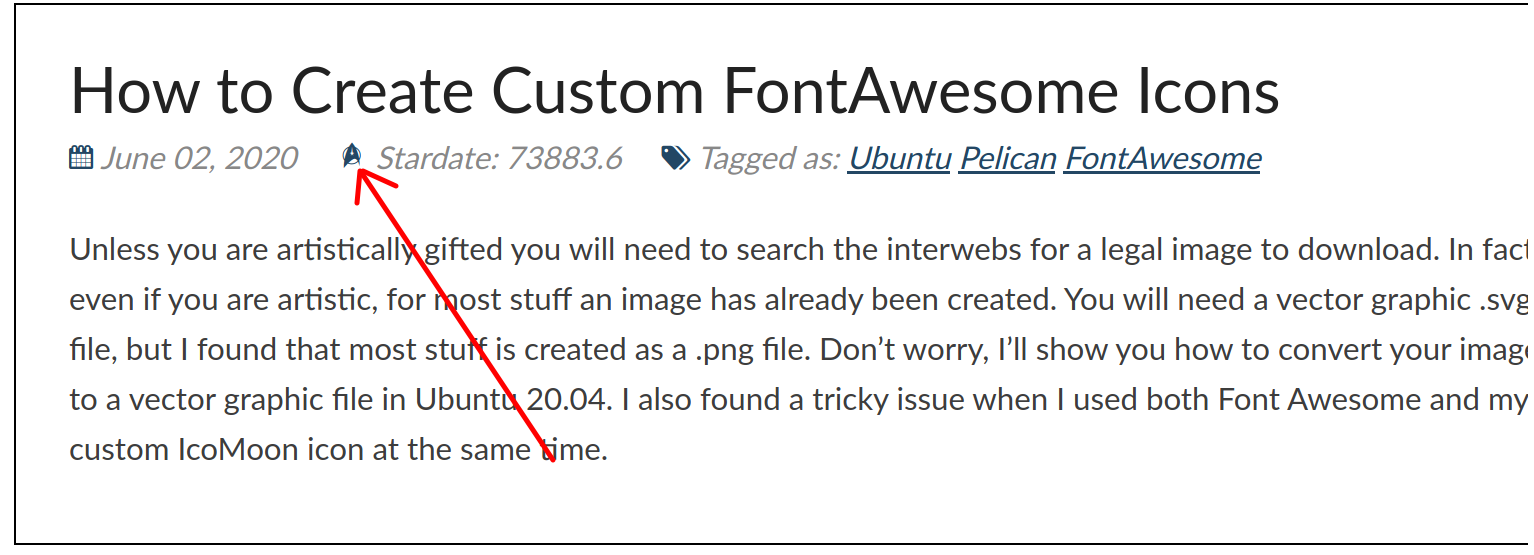 How to Create Custom FontAwesome Icons
June 02, 2020 Stardate: 73883.6 Tagged as: Ubuntu Pelican FontAwesome
Unless you are artistically gifted you will need to search the interwebs for a legal image to download. In fact
even if you are artistic, for most stuff an image has already been created. You will need a vector graphic .svg
file, but I found that most stuff is created as a .png file. Don’t worry, I’ll show you how to convert your image
to a vector graphic file in Ubuntu 20.04. I also found a tricky issue when I used both Font Awesome and my
custom IcoMoon icon at the same time.